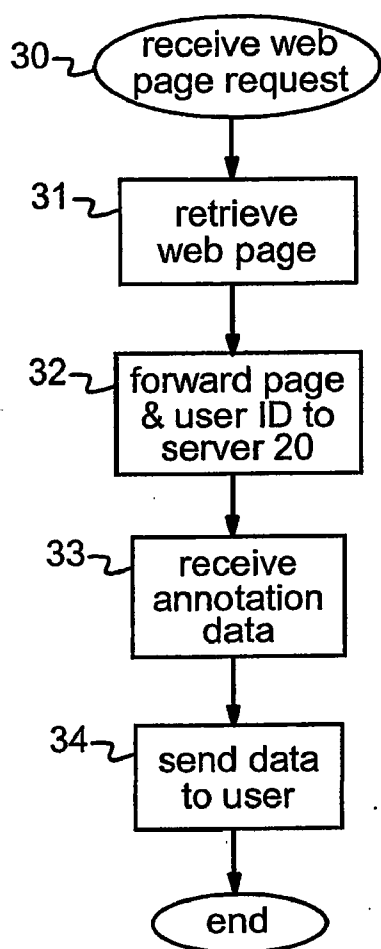 30
receive web
page request
31
retrieve
web page
32
forward page
& user ID to
server 20
33
receive
annotation
data
34
send data
to user
end